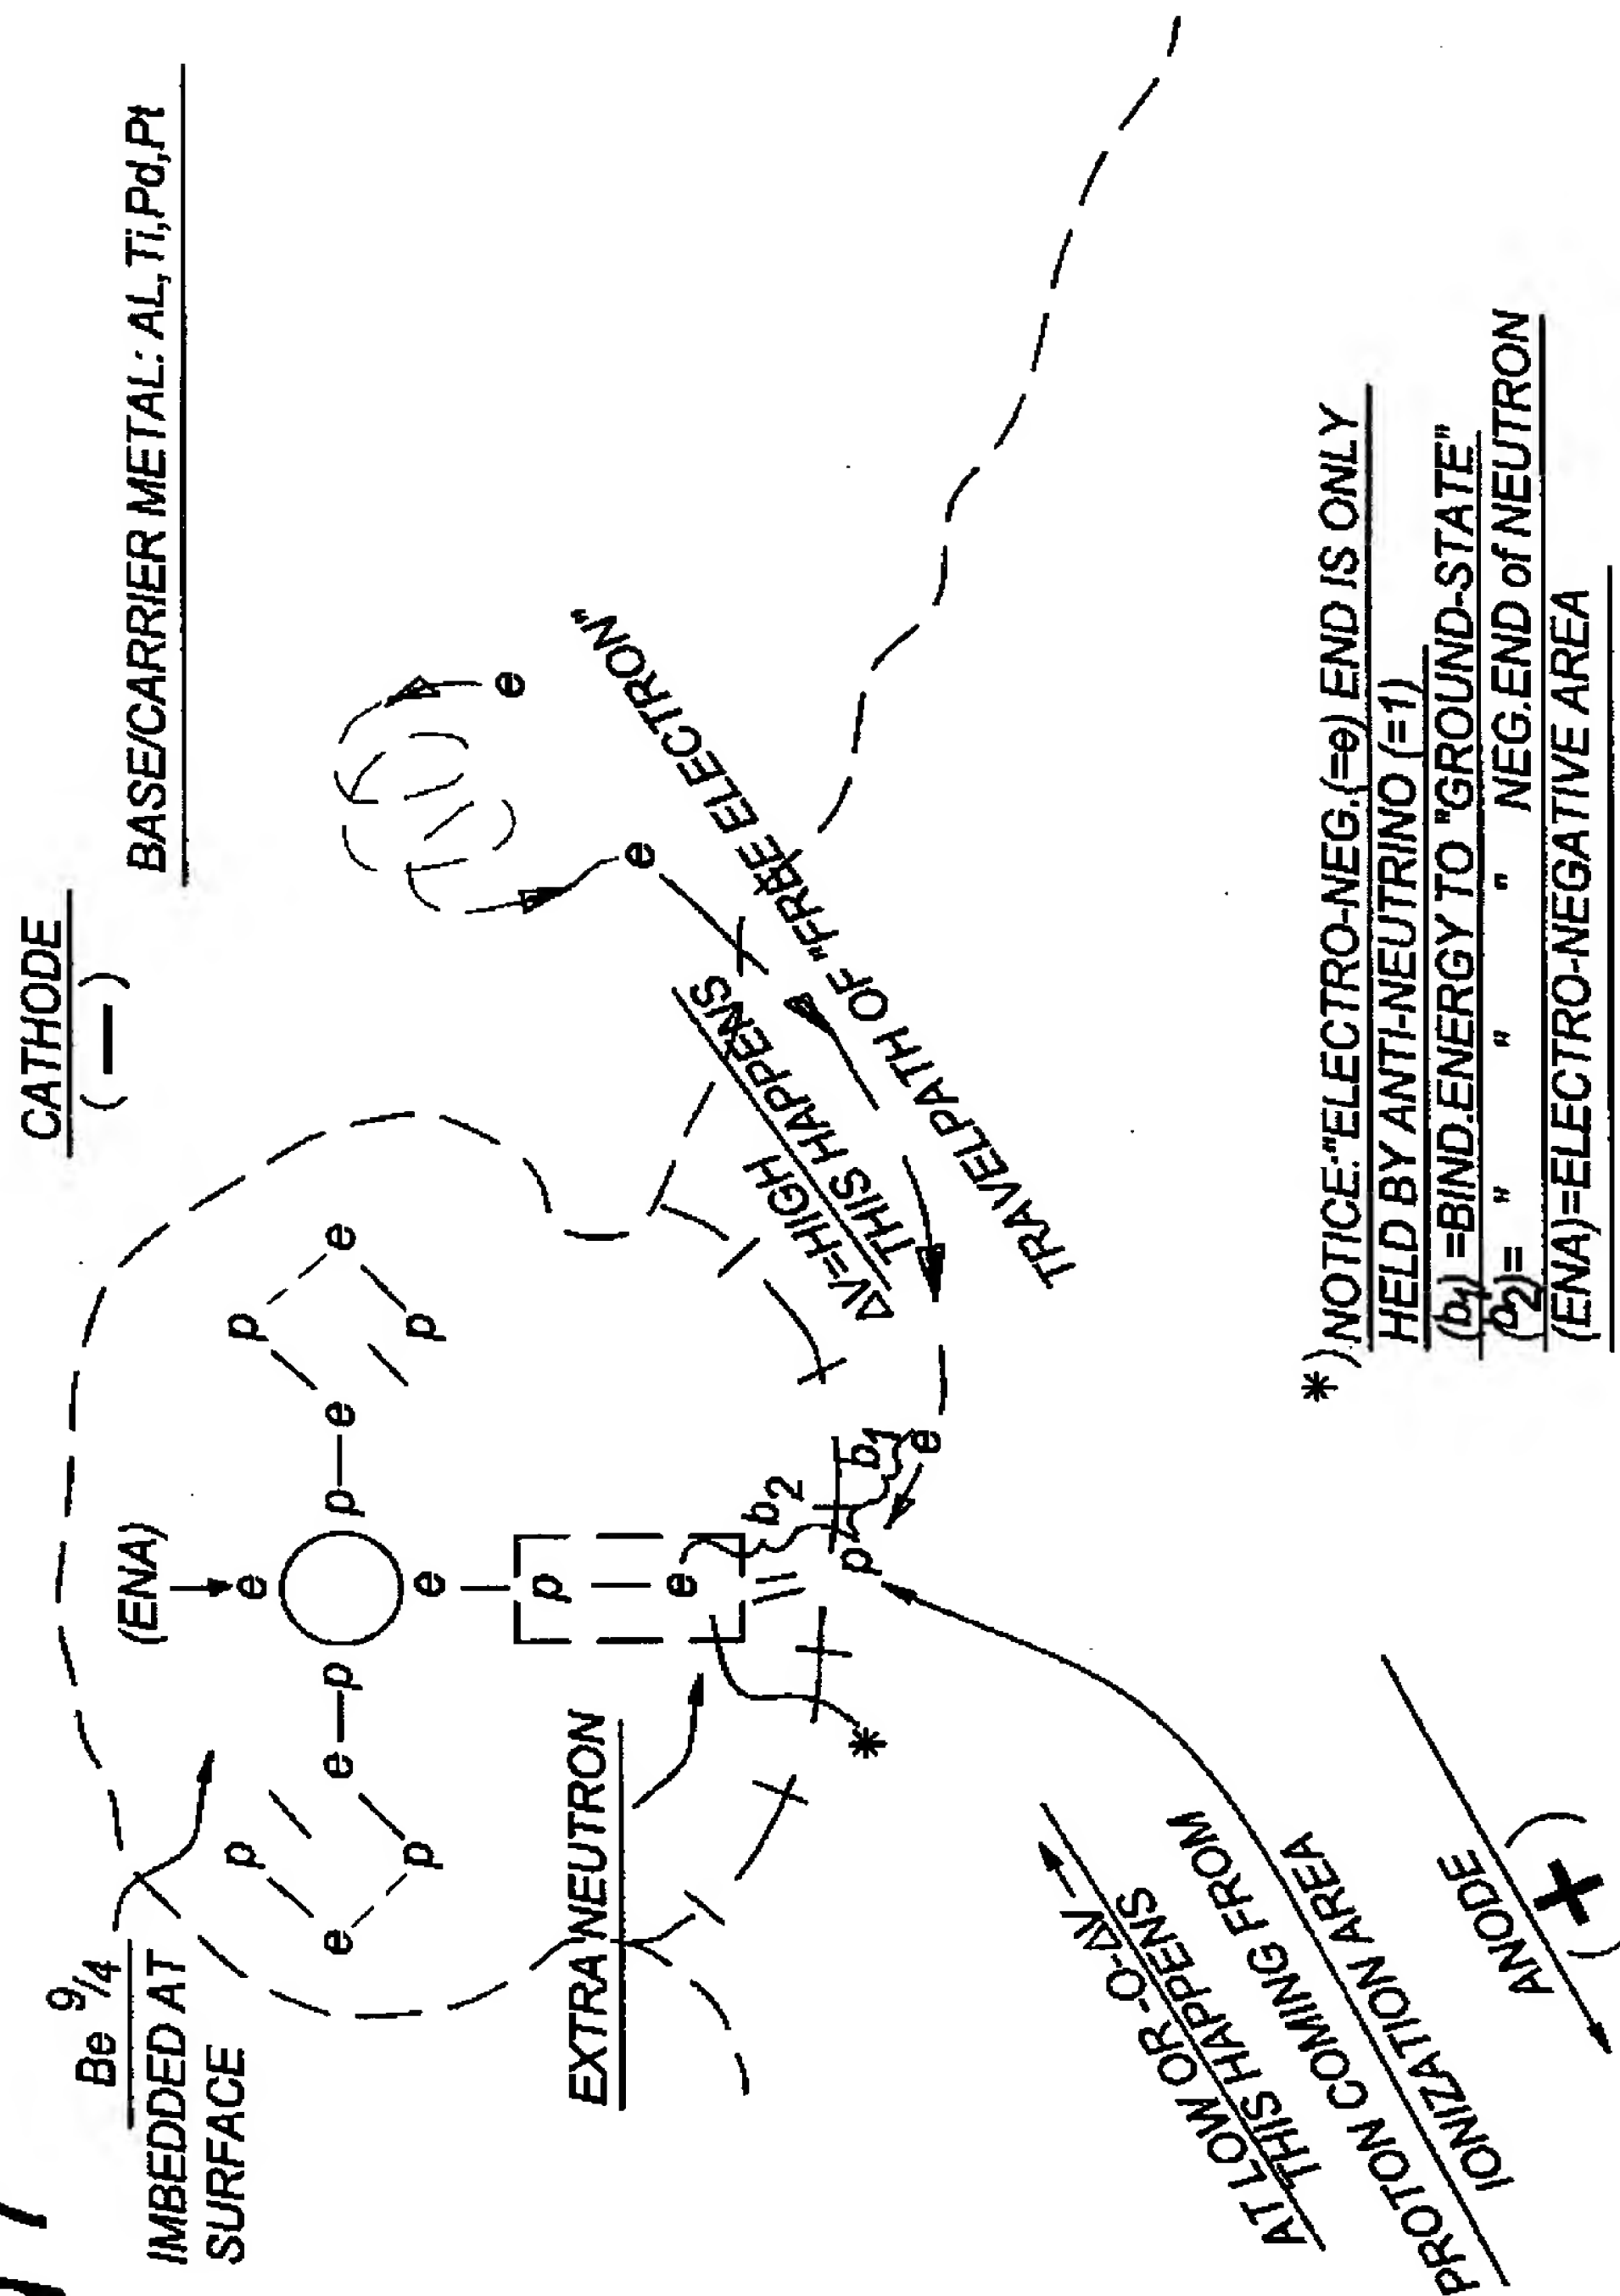 CATHODE
( — )
BASE/CARRIER METAL: AL,Ti,Pd,Pt
Be 9/4
IMBEDDED AT
SURFACE
(ENA)
e
e—p
p—e
p
e
p
e
p
e
p
e
p
e
EXTRA NEUTRON
*
b2
b1
p
e
e
e
ΔV=HIGH
THIS HAPPENS
TRAVELPATH OF "FREE ELECTRON"
AT LOW OR -O-ΔV
THIS HAPPENS
PROTON COMING FROM
IONIZATION AREA
ANODE
(+)
*) NOTICE:"ELECTRO-NEG.(=e) END IS ONLY
HELD BY ANTI-NEUTRINO (=1)
(b1) =BIND.ENERGY TO "GROUND-STATE"
(b2)= " " " NEG.END of NEUTRON
(ENA)=ELECTRO-NEGATIVE AREA